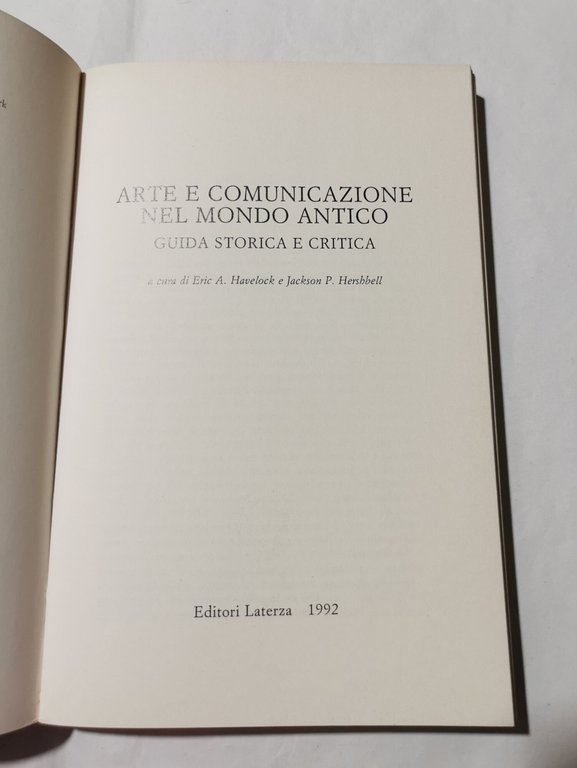 ARTE E COMUNICAZIONE
NEL MONDO ANTICO
GUIDA STORICA E CRITICA
a cura di Eric A. Havelock e Jackson P. Hershbell
Editori Laterza 1992